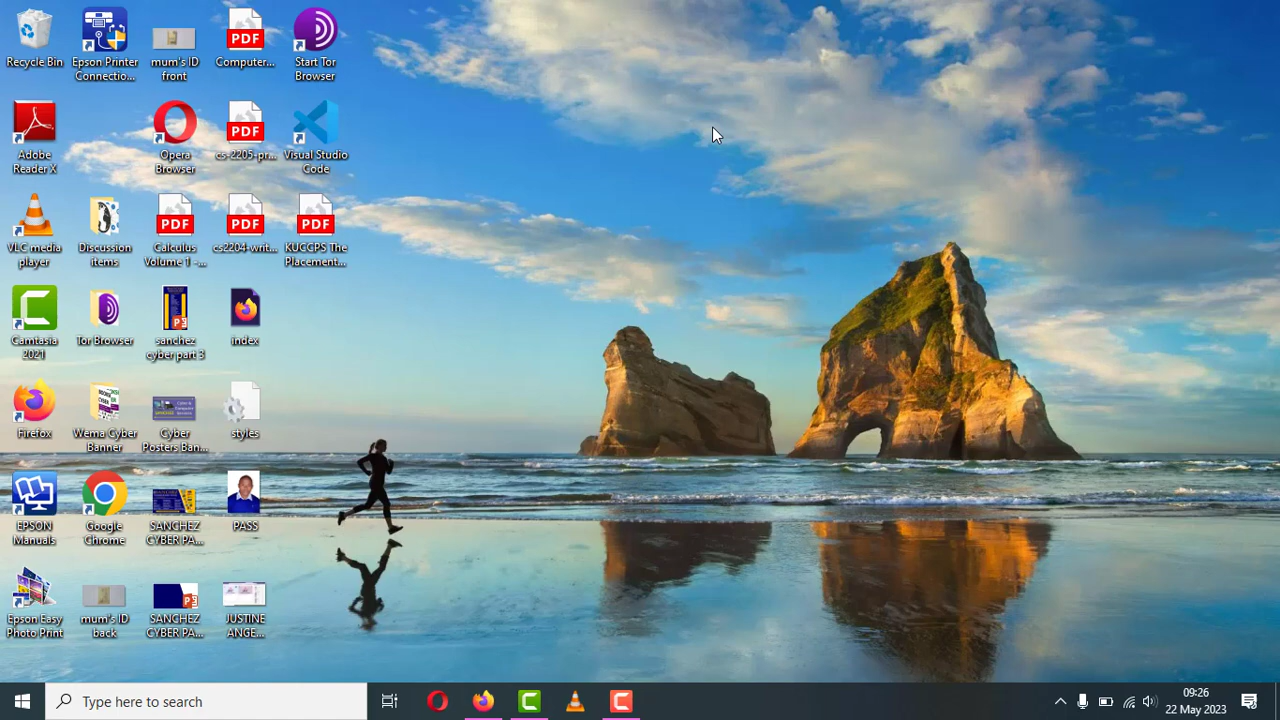 Recycle Bin
Epson Printer
Connectio...
mum's ID
front
PDF
Computer...
Start Tor
Browser
Adobe
Reader X
Opera
Browser
PDF
cs-2205-pr...
Visual Studio
Code
VLC media
player
Discussion
items
PDF
Calculus
Volume 1 -...
PDF
cs2204-writ...
PDF
KUCCPS The
Placement...
Camtasia
2021
Tor Browser
sanchez
cyber part 3
index
Firefox
Wema Cyber
Banner
Cyber
Posters Ban...
styles
EPSON
Manuals
Google
Chrome
SANCHEZ
CYBER PA...
PASS
Epson Easy
Photo Print
mum's ID
back
SANCHEZ
CYBER PA...
JUSTINE
ANGE...
Type here to search
09:26
22 May 2023